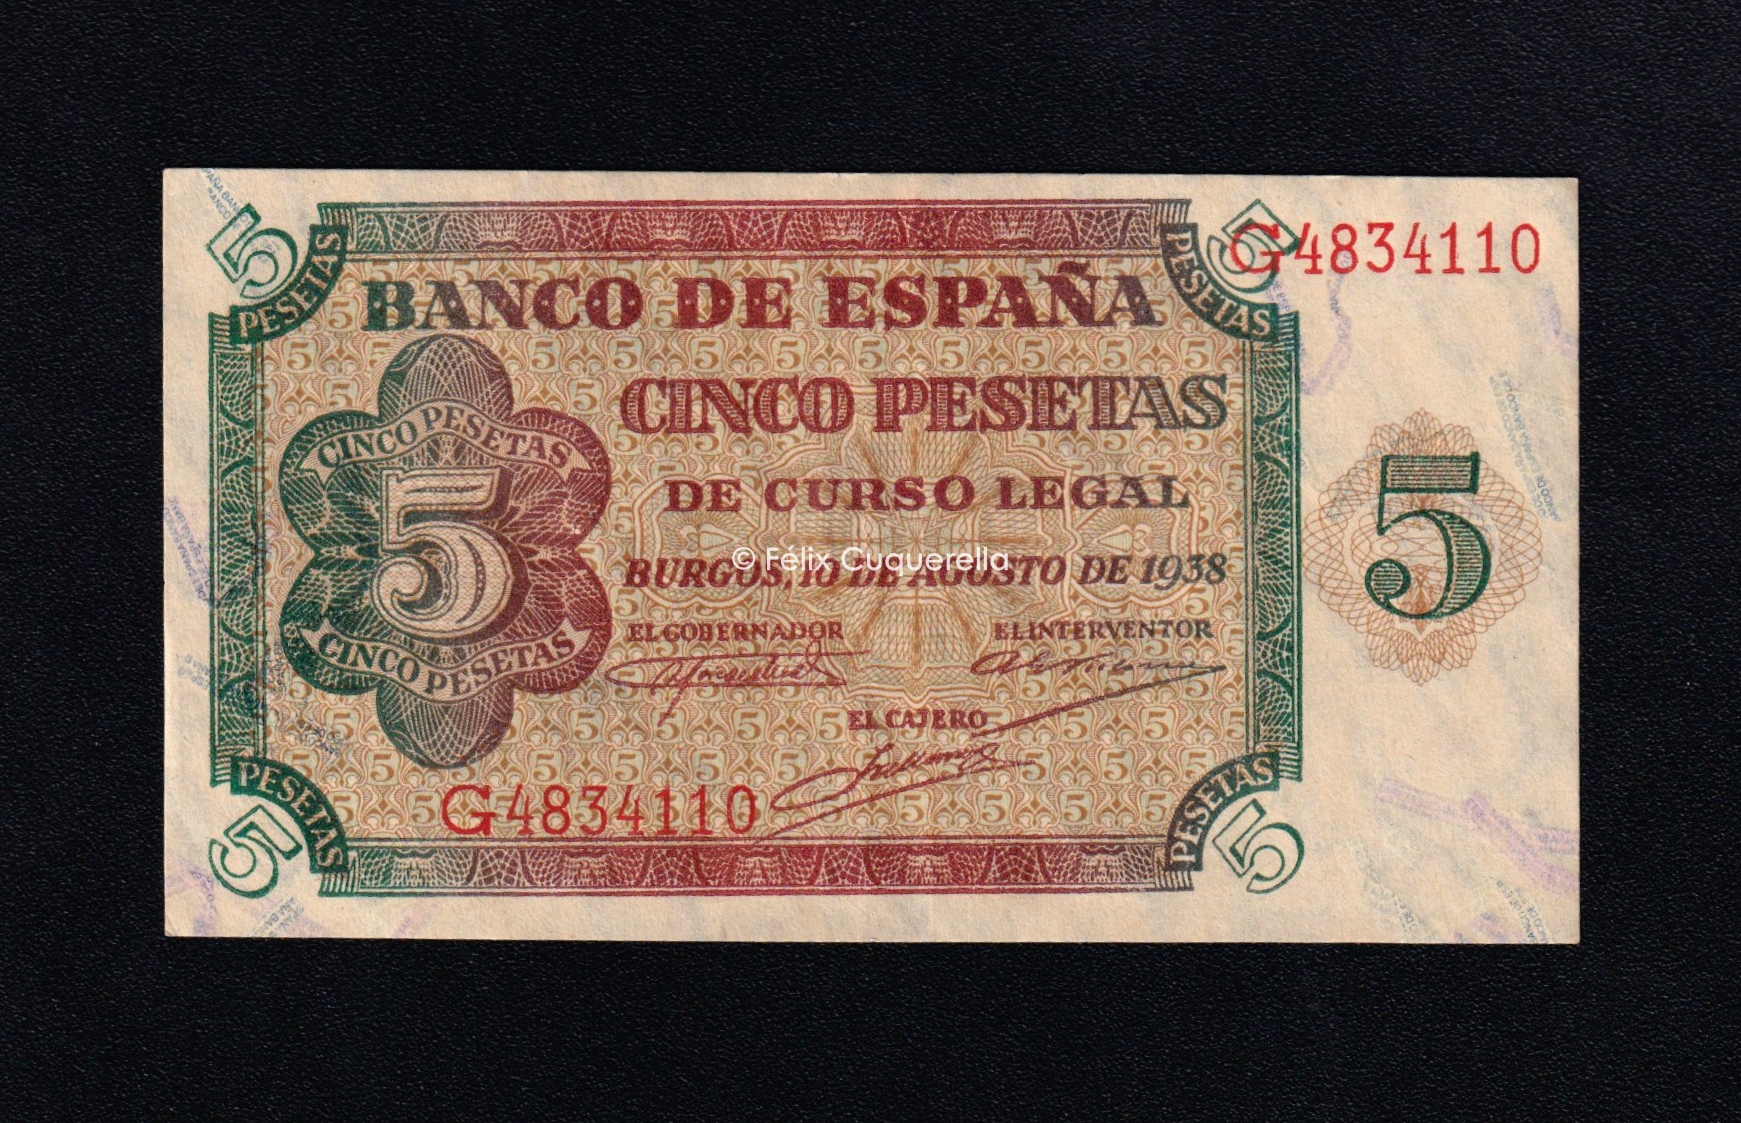 5 PESETAS
5 PESETAS
G4834110
BANCO DE ESPAÑA
CINCO PESETAS
CINCO PESETAS
5
CINCO PESETAS
DE CURSO LEGAL
5
© Félix Cuquerella
BURGOS, 10 DE AGOSTO DE 1938
EL GOBERNADOR
EL INTERVENTOR
EL CAJERO
G4834110
PESETAS 5
PESETAS 5